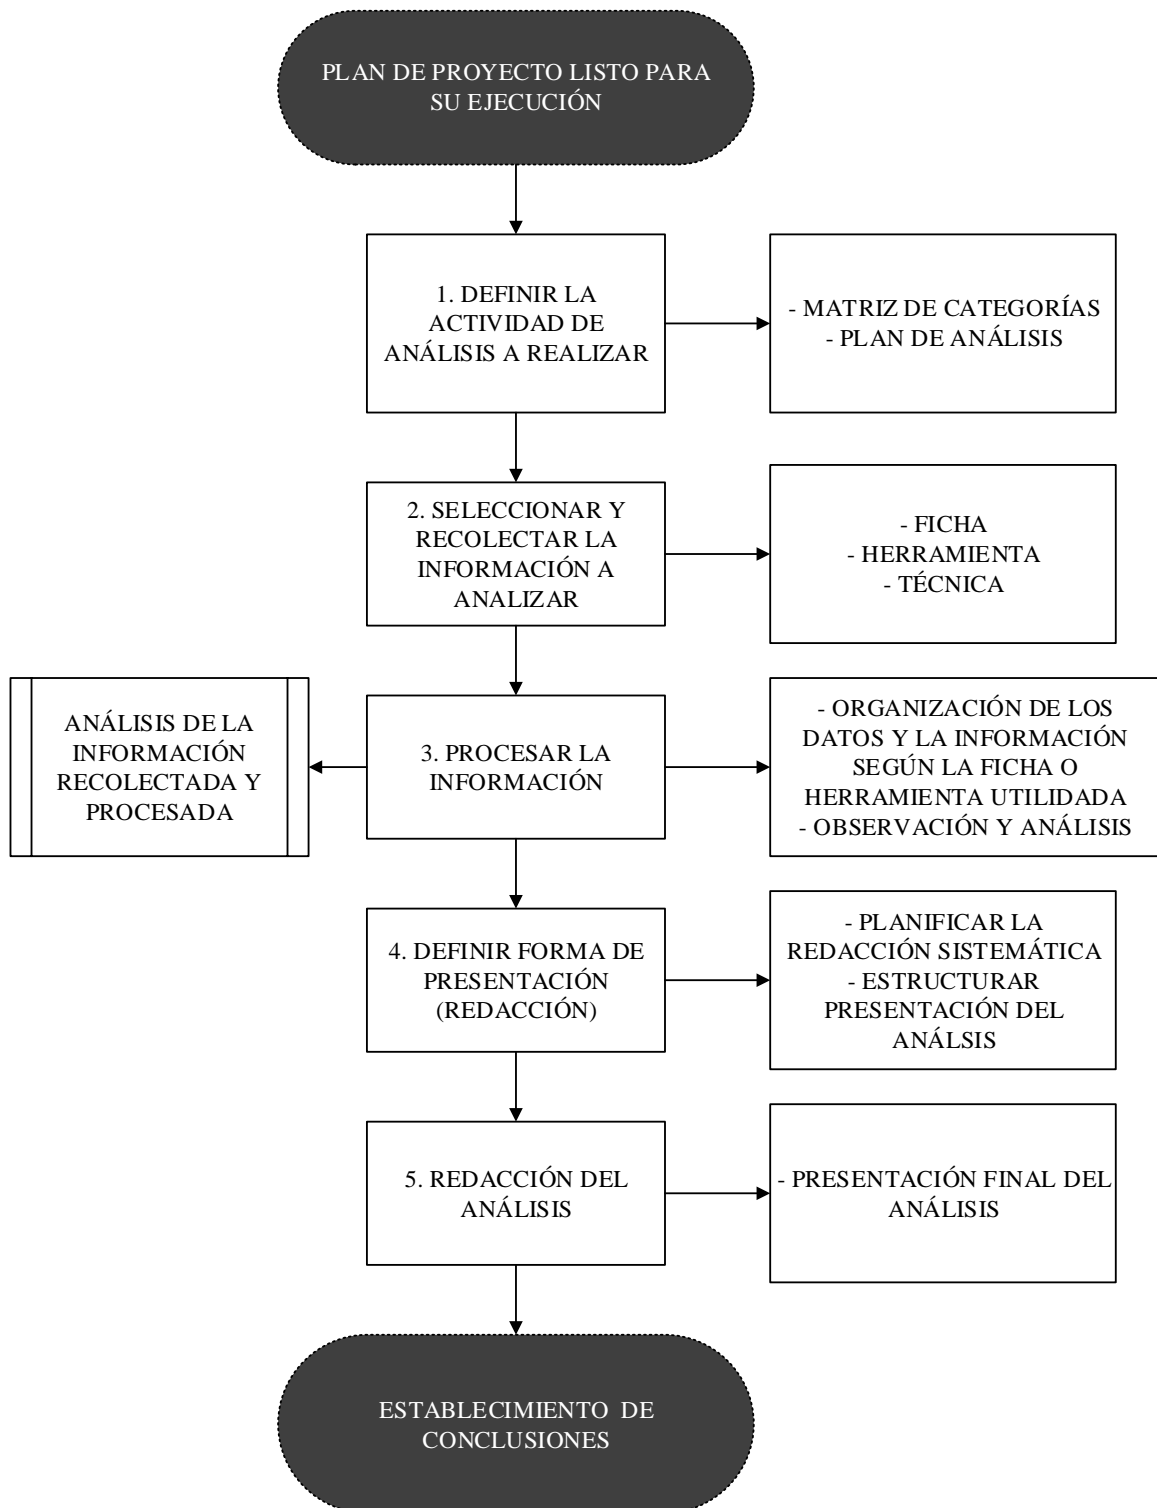 PLAN DE PROYECTO LISTO PARA
SU EJECUCIÓN
1. DEFINIR LA
ACTIVIDAD DE
ANÁLISIS A REALIZAR
- MATRIZ DE CATEGORÍAS
- PLAN DE ANÁLISIS
2. SELECCIONAR Y
RECOLECTAR LA
INFORMACIÓN A
ANALIZAR
- FICHA
- HERRAMIENTA
- TÉCNICA
ANÁLISIS DE LA
INFORMACIÓN
RECOLECTADA Y
PROCESADA
3. PROCESAR LA
INFORMACIÓN
- ORGANIZACIÓN DE LOS
DATOS Y LA INFORMACIÓN
SEGÚN LA FICHA O
HERRAMIENTA UTILIDADA
- OBSERVACIÓN Y ANÁLISIS
4. DEFINIR FORMA DE
PRESENTACIÓN
(REDACCIÓN)
- PLANIFICAR LA
REDACCIÓN SISTEMÁTICA
- ESTRUCTURAR
PRESENTACIÓN DEL
ANÁLSIS
5. REDACCIÓN DEL
ANÁLISIS
- PRESENTACIÓN FINAL DEL
ANÁLISIS
ESTABLECIMIENTO DE
CONCLUSIONES